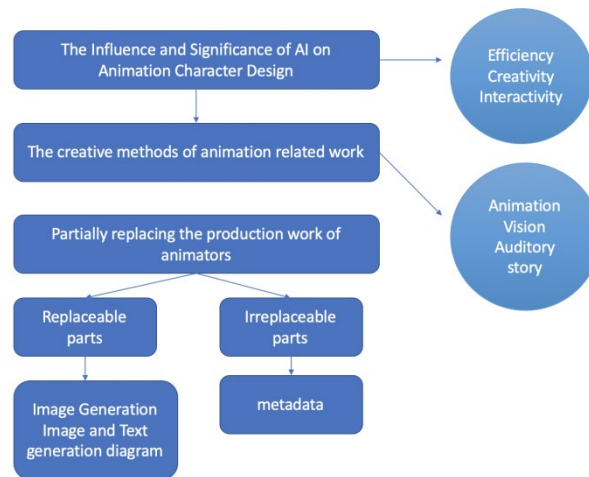 The Influence and Significance of AI on
Animation Character Design
Efficiency
Creativity
Interactivity
The creative methods of animation related work
Animation
Vision
Auditory
story
Partially replacing the production work of
animators
Replaceable
parts
Irreplaceable
parts
Image Generation
Image and Text
generation diagram
metadata